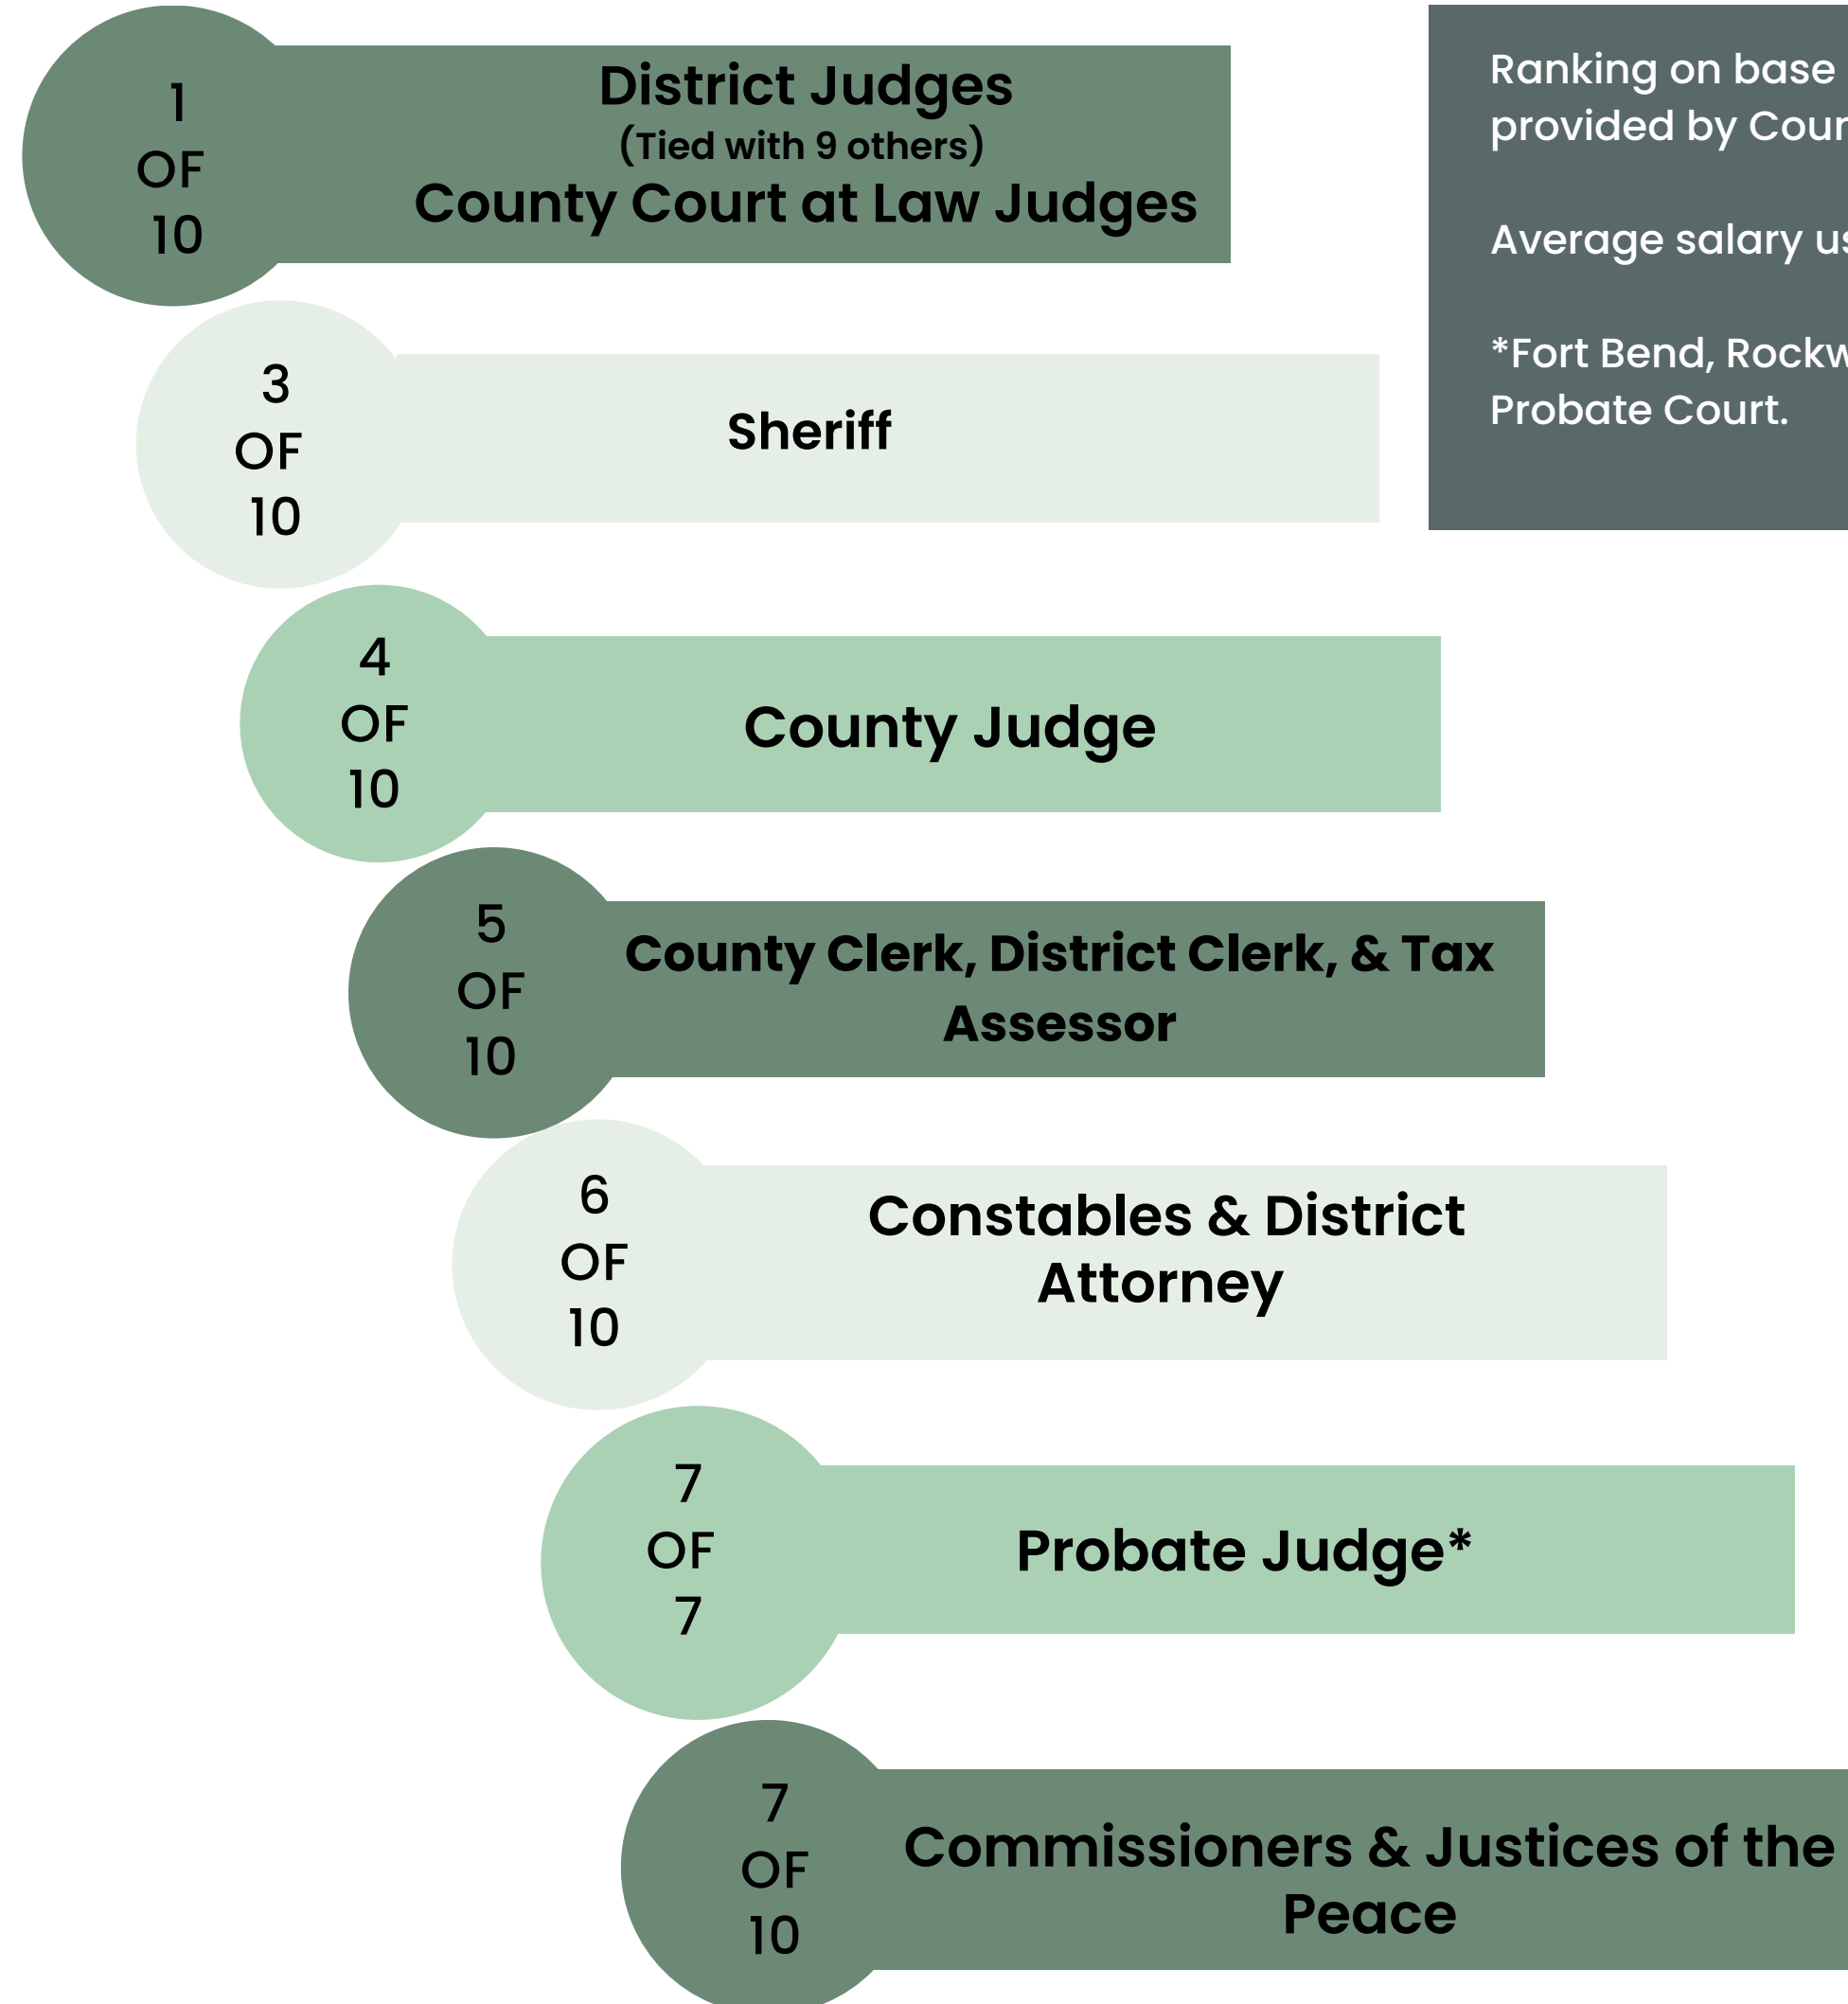 1
OF
10
District Judges
(Tied with 9 others)
County Court at Law Judges
Ranking on base
provided by
Average salary
*Fort Bend,
Probate Court.
3
OF
10
Sheriff
4
OF
10
County Judge
5
OF
10
County Clerk, District Clerk, & Tax
Assessor
6
OF
10
Constables & District
Attorney
7
OF
7
Probate Judge*
7
OF
10
Commissioners & Justices of the
Peace